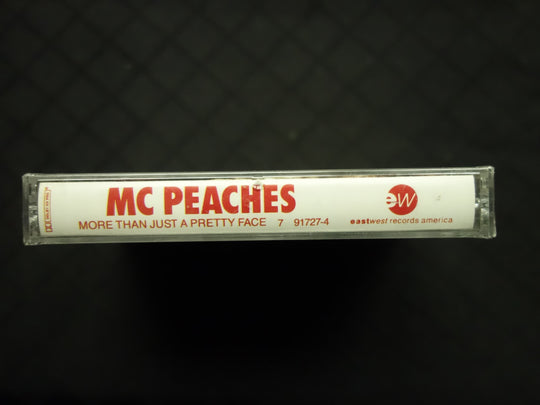 MC PEACHES
MORE THAN JUST A PRETTY FACE 7 91727-4
ew
eastwest records america